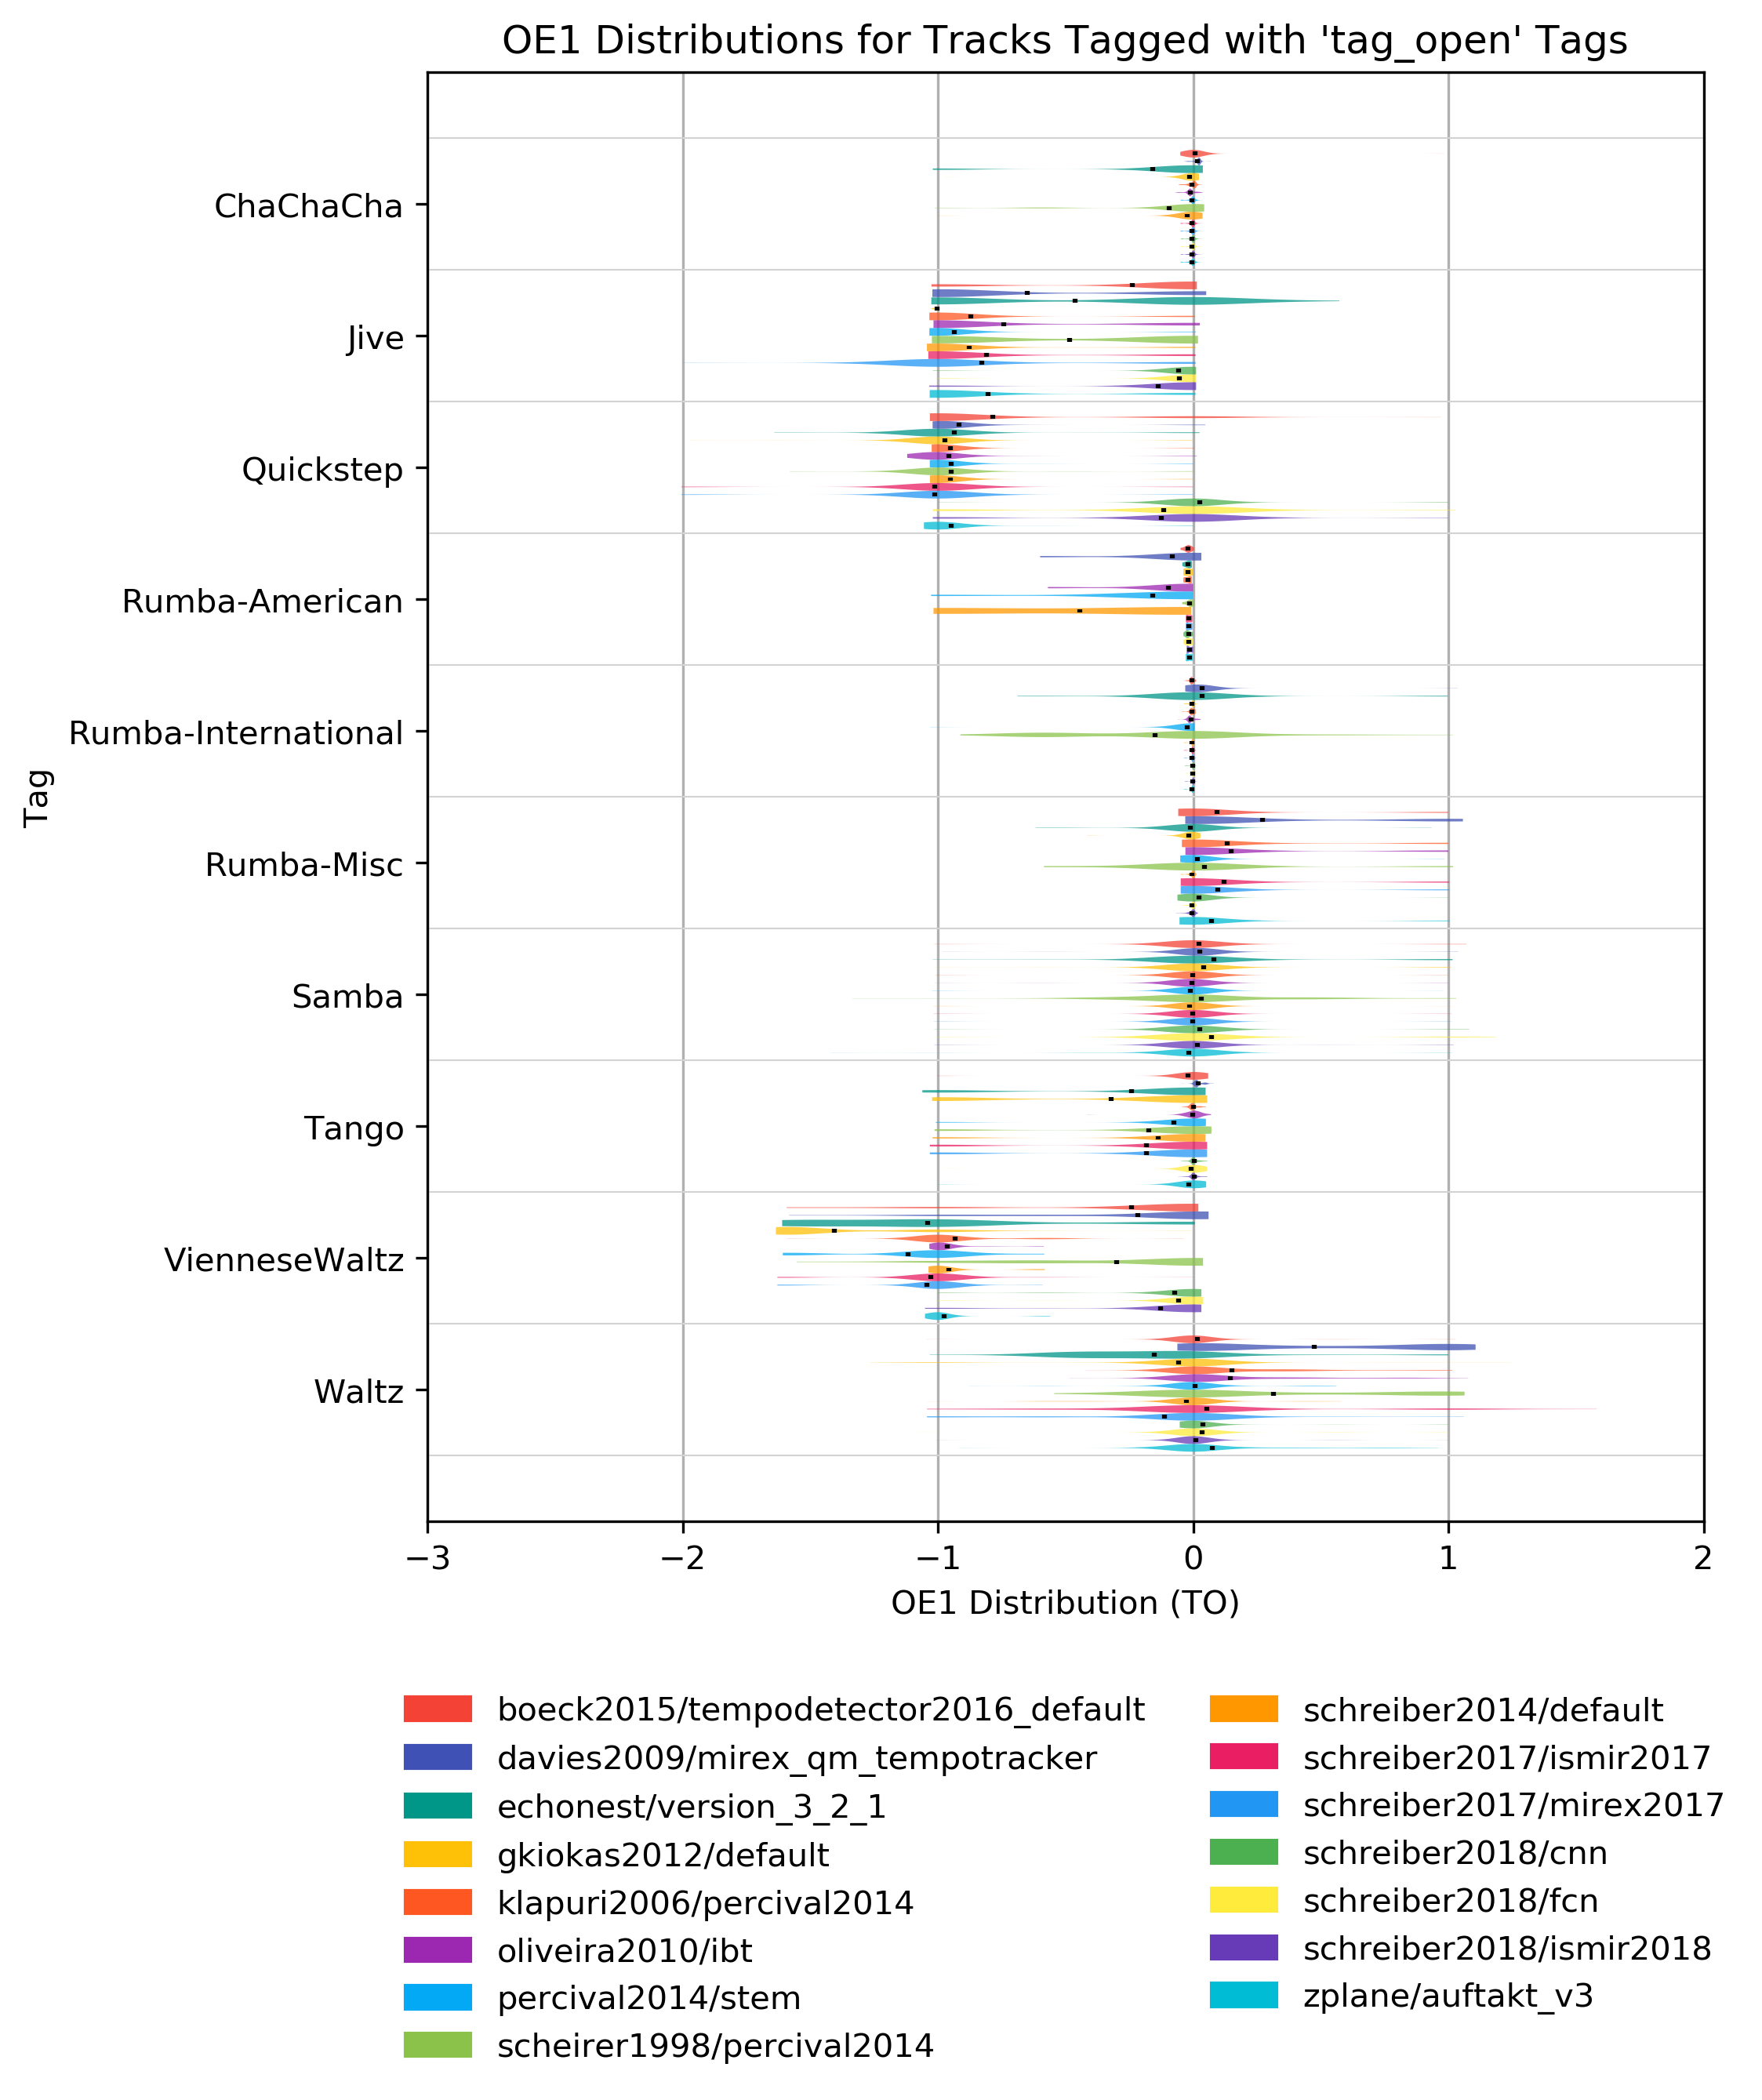 OE1 Distributions for Tracks Tagged with 'tag_open' Tags
Tag
ChaChaCha
Jive
Quickstep
Rumba-American
Rumba-International
Rumba-Misc
Samba
Tango
VienneseWaltz
Waltz
−3 −2 −1 0 1 2
OE1 Distribution (TO)
boeck2015/tempodetector2016_default
davies2009/mirex_qm_tempotracker
echonest/version_3_2_1
gkiokas2012/default
klapuri2006/percival2014
oliveira2010/ibt
percival2014/stem
scheirer1998/percival2014
schreiber2014/default
schreiber2017/ismir2017
schreiber2017/mirex2017
schreiber2018/cnn
schreiber2018/fcn
schreiber2018/ismir2018
zplane/auftakt_v3